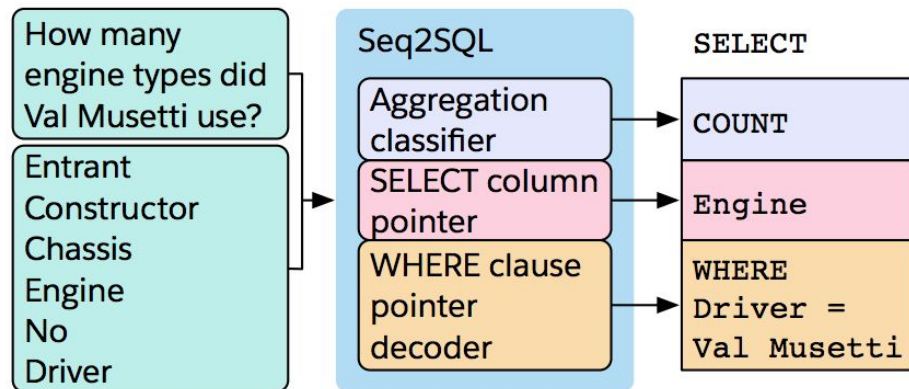 How many
engine types did
Val Musetti use?
Entrant
Constructor
Chassis
Engine
No
Driver
Seq2SQL
Aggregation
classifier
SELECT column
pointer
WHERE clause
pointer
decoder
SELECT
COUNT
Engine
WHERE
Driver =
Val Musetti